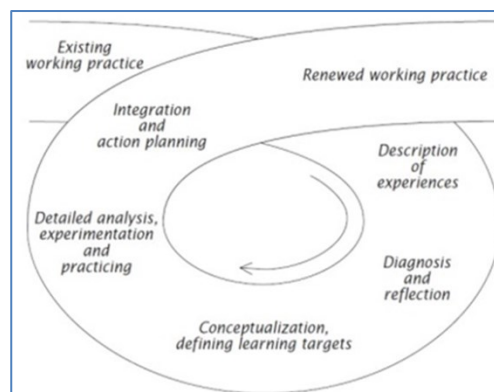 Existing
working practice
Renewed working practice
Integration
and
action planning
Description
of
experiences
Detailed analysis,
experimentation
and
practicing
Diagnosis
and
reflection
Conceptualization,
defining learning targets